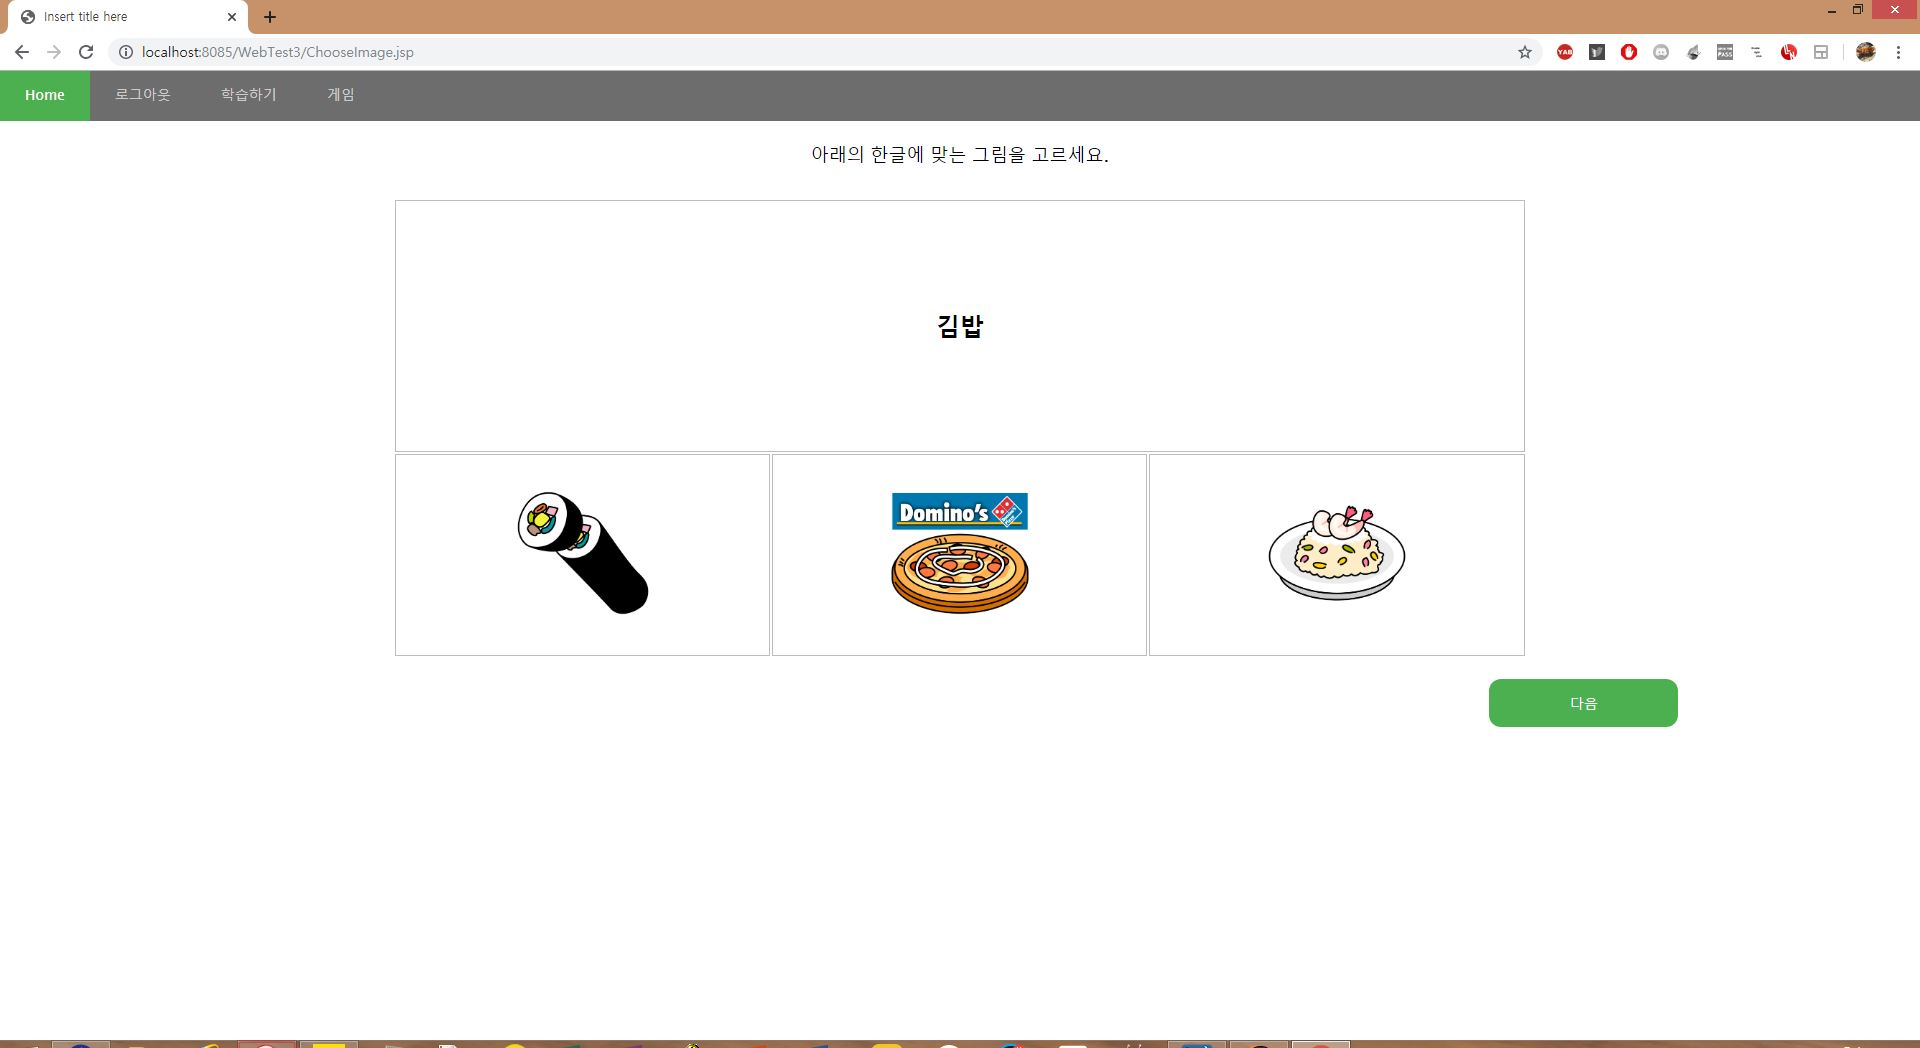 Insert title here
localhost:8085/WebTest3/ChooseImage.jsp
Home 로그아웃 학습하기 게임
아래의 한글에 맞는 그림을 고르세요.
김밥
Domino's
다음